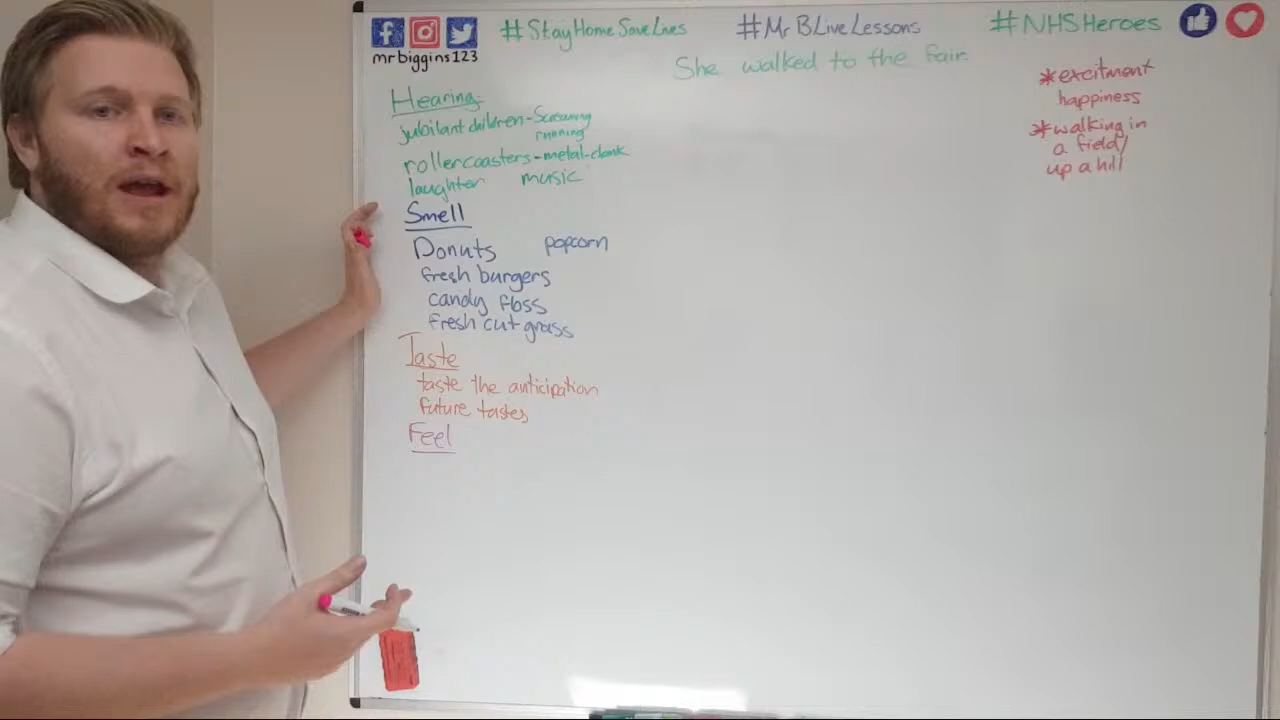 #StayHomeSaveLives #MrBLiveLessons #NHSHeroes
mrbiggins123
She walked to the fair.
Hearing
jubilant children - Screaming
running
rollercoasters - metal-clank
laughter music
Smell
Donuts popcorn
fresh burgers
candy floss
fresh cut grass
Taste
taste the anticipation
future tastes
Feel
*excitment
happiness
*walking in
a field/
up a hill